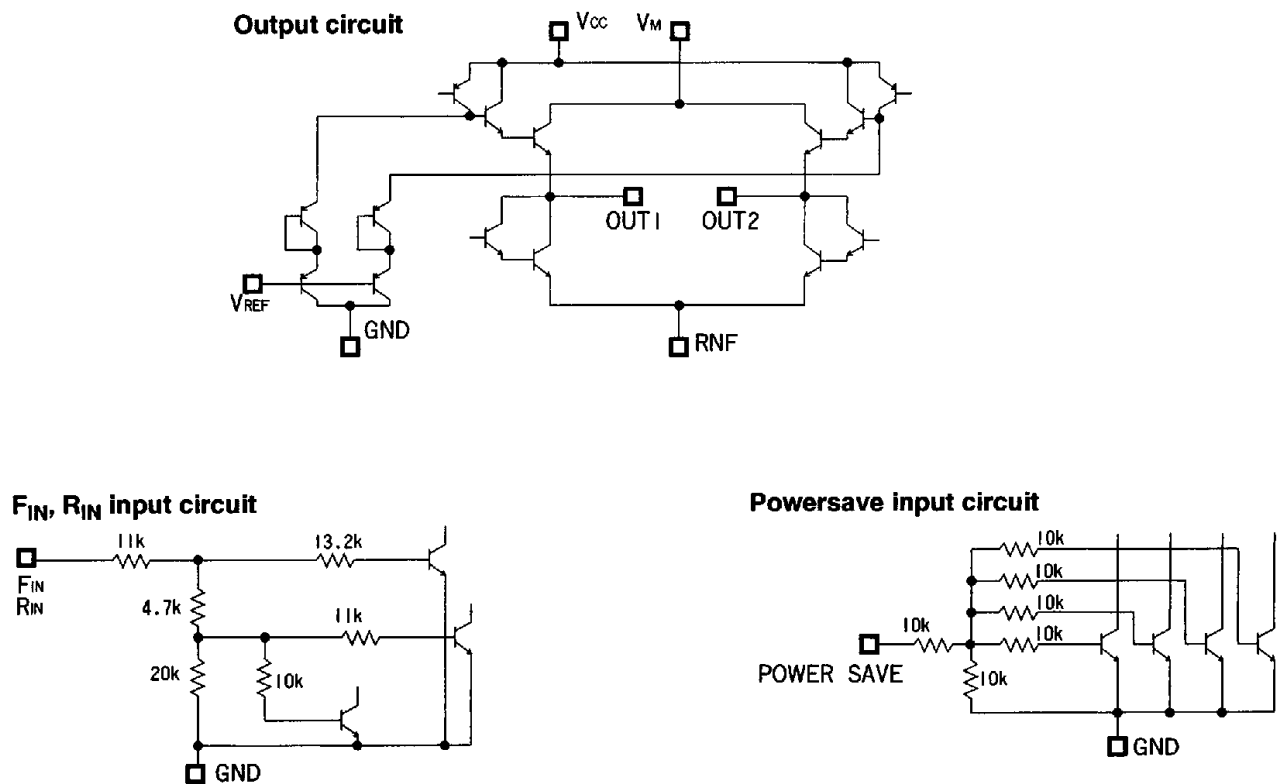 Output circuit
VCC
VM
OUT1
OUT2
VREF
GND
RNF
FIN, RIN input circuit
11k
13.2k
FIN
RIN
4.7k
11k
20k
10k
GND
Powersave input circuit
10k
10k
10k
10k
10k
POWER SAVE
10k
GND